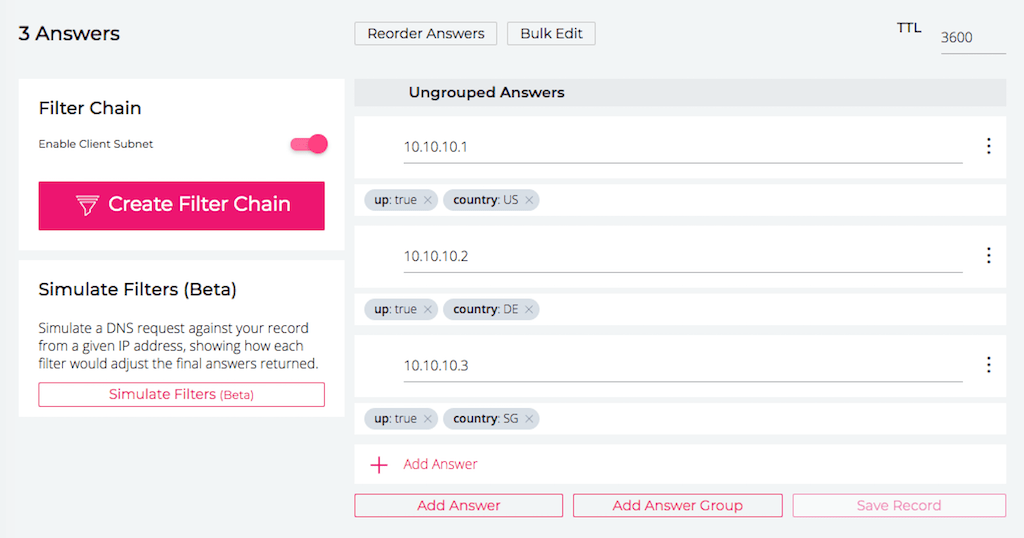 3 Answers
Reorder Answers
Bulk Edit
TTL
3600
Filter Chain
Enable Client Subnet
Create Filter Chain
Simulate Filters (Beta)
Simulate a DNS request against your record
from a given IP address, showing how each
filter would adjust the final answers returned.
Simulate Filters (Beta)
Ungrouped Answers
10.10.10.1
up: true × country: US ×
10.10.10.2
up: true × country: DE ×
10.10.10.3
up: true × country: SG ×
+ Add Answer
Add Answer
Add Answer Group
Save Record